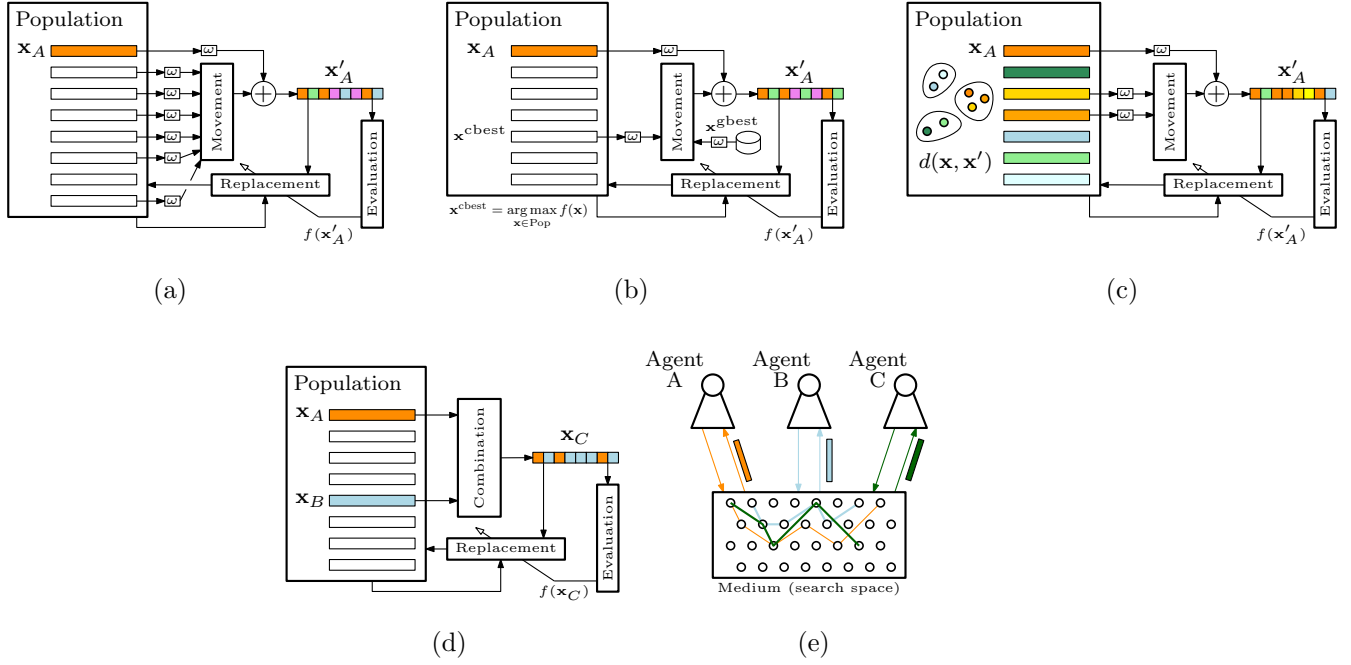 Population
x_A
ω
ω
ω
ω
ω
ω
ω
Movement
+
x′_A
Replacement
Evaluation
f(x′_A)
(a)
Population
x_A
ω
x^cbest
ω
Movement
+
x′_A
x^gbest
ω
Replacement
Evaluation
x^cbest = arg max f(x)
x∈Pop
f(x′_A)
(b)
Population
x_A
ω
ω
ω
Movement
+
x′_A
d(x, x′)
Replacement
Evaluation
f(x′_A)
(c)
Population
x_A
x_B
Combination
x_C
Replacement
Evaluation
f(x_C)
(d)
Agent
A
Agent
B
Agent
C
Medium (search space)
(e)